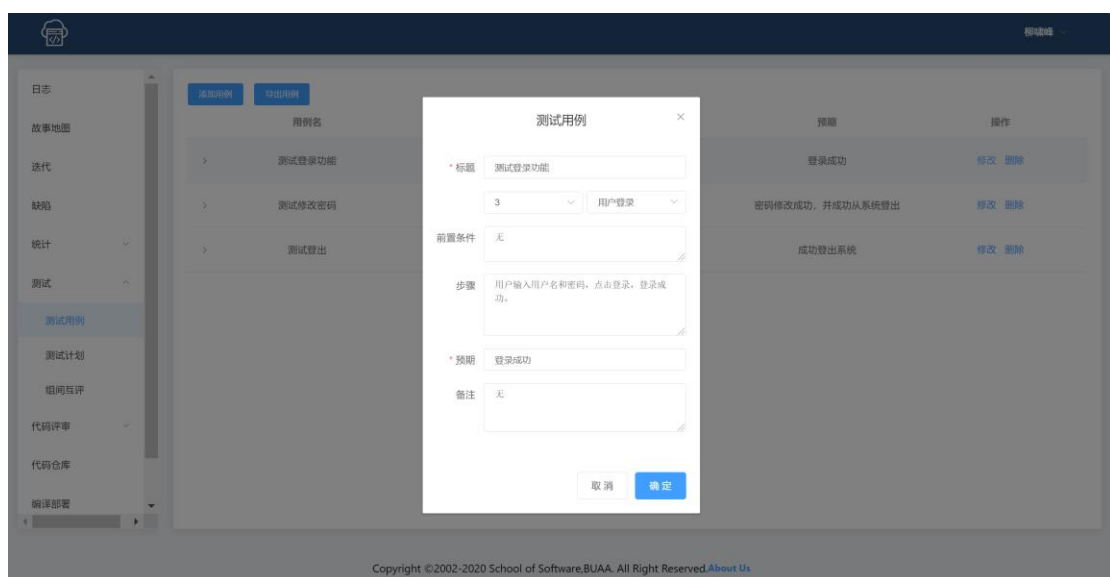 柳啸峰
日志
故事地图
迭代
缺陷
统计
测试
测试用例
测试计划
组间互评
代码评审
代码仓库
编译部署
添加用例 导出用例
用例名 预期 操作
测试登录功能 登录成功 修改 删除
测试修改密码 密码修改成功，并成功从系统登出 修改 删除
测试登出 成功登出系统 修改 删除
测试用例
* 标题 测试登录功能
3 用户登录
前置条件 无
步骤 用户输入用户名和密码，点击登录，登录成
功。
* 预期 登录成功
备注 无
取 消 确 定
Copyright ©2002-2020 School of Software,BUAA. All Right Reserved.About Us